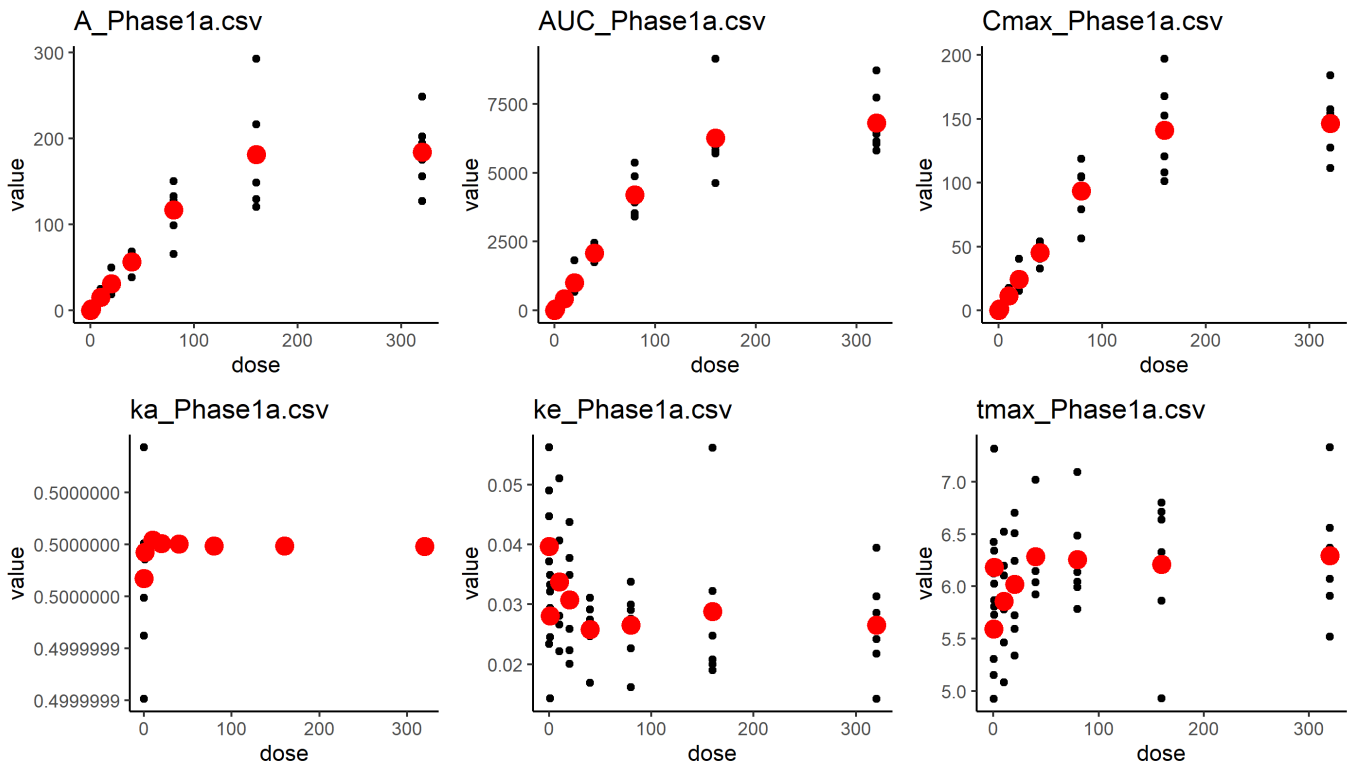 A_Phase1a.csv
300
200
100
0
value
0
100
200
300
dose
AUC_Phase1a.csv
7500
5000
2500
0
value
0
100
200
300
dose
Cmax_Phase1a.csv
200
150
100
50
0
value
0
100
200
300
dose
ka_Phase1a.csv
0.5000000
0.5000000
0.5000000
0.4999999
0.4999999
value
0
100
200
300
dose
ke_Phase1a.csv
0.05
0.04
0.03
0.02
value
0
100
200
300
dose
tmax_Phase1a.csv
7.0
6.5
6.0
5.5
5.0
value
0
100
200
300
dose